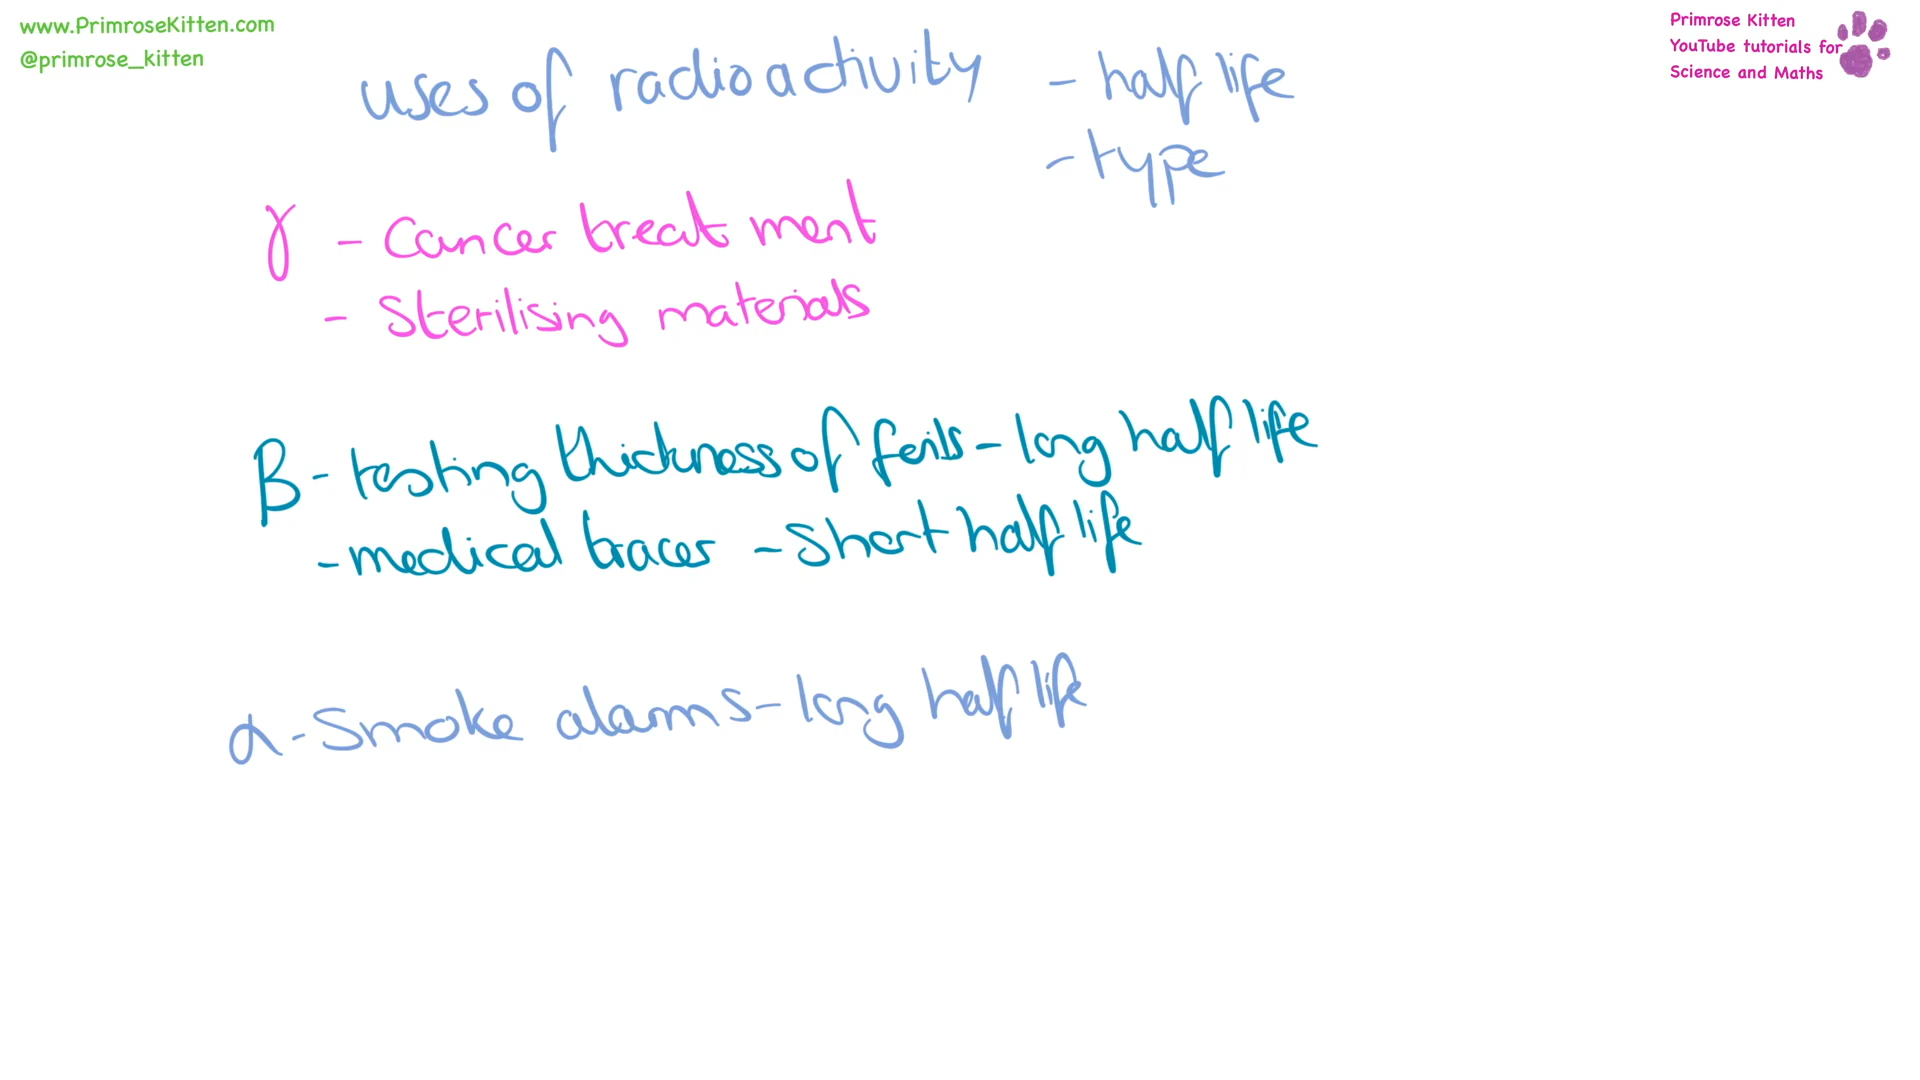 www.PrimroseKitten.com
@primrose_kitten
Primrose Kitten
YouTube tutorials for
Science and Maths
uses of radioactivity - half life
- type
γ - Cancer treatment
- Sterilising materials
β - testing thickness of foils - long half life
- medical tracer - short half life
α - Smoke alarms - long half life